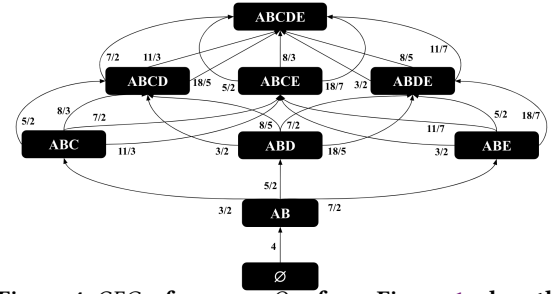 ABCDE
7/2 11/3 8/3 8/5 11/7
ABCD 18/5 5/2 ABCE 18/7 3/2 ABDE
5/2 8/3 7/2 8/5 7/2 11/7 5/2 18/7
ABC 11/3 3/2 ABD 18/5 3/2 ABE
5/2
3/2 AB 7/2
4
∅